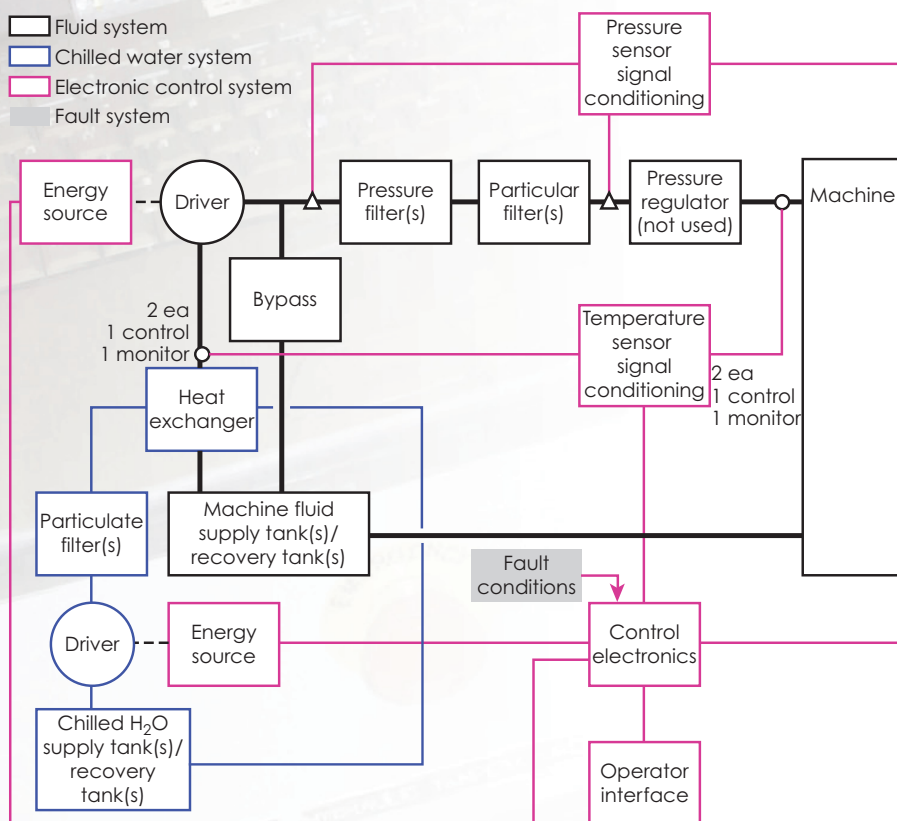 Fluid system
Chilled water system
Electronic control system
Fault system
Pressure
sensor
signal
conditioning
Energy
source
Driver
Pressure
filter(s)
Particular
filter(s)
Pressure
regulator
(not used)
Machine
Bypass
2 ea
1 control
1 monitor
Temperature
sensor
signal
conditioning
2 ea
1 control
1 monitor
Heat
exchanger
Particulate
filter(s)
Machine fluid
supply tank(s)/
recovery tank(s)
Fault
conditions
Driver
Energy
source
Control
electronics
Chilled H₂O
supply tank(s)/
recovery
tank(s)
Operator
interface